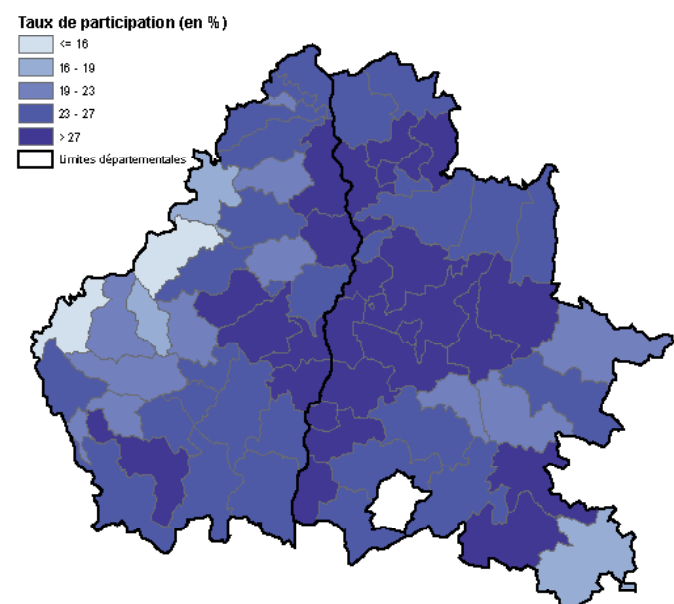 Taux de participation (en %)
<= 16
16 - 19
19 - 23
23 - 27
> 27
Limites départementales